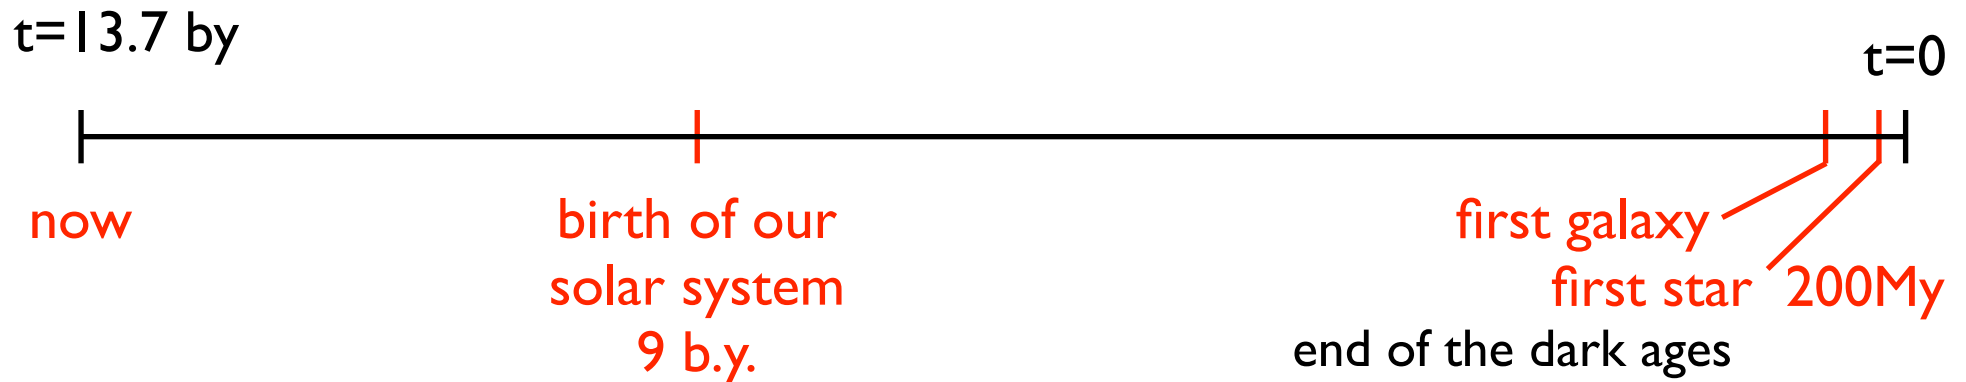 t=13.7 by
t=0
now
birth of our
solar system
9 b.y.
first galaxy
first star 200My
end of the dark ages